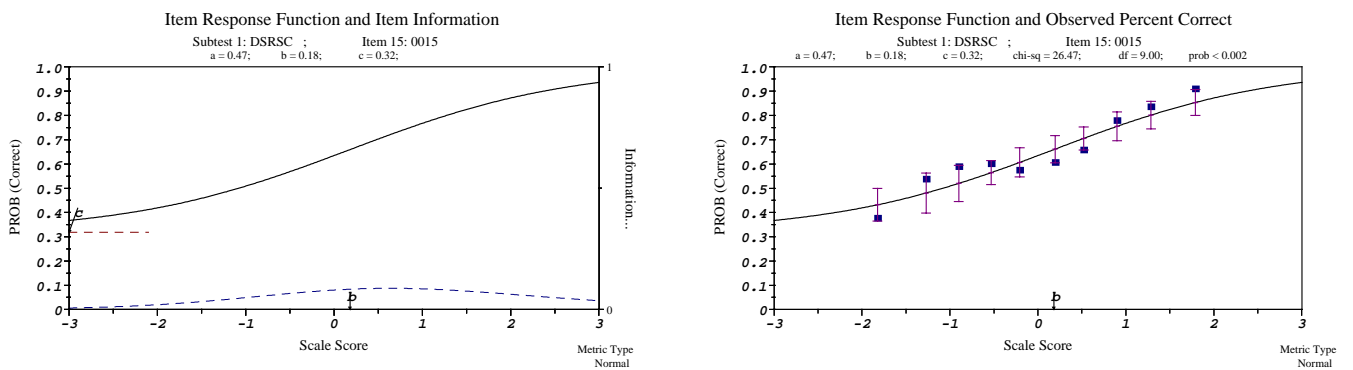 Item Response Function and Item Information
Subtest 1: DSRSC ; Item 15: 0015
a = 0.47; b = 0.18; c = 0.32;
1.0
0.9
0.8
0.7
0.6
0.5
0.4
0.3
0.2
0.1
0
PROB (Correct)
c
b
-3 -2 -1 0 1 2 3
Scale Score
1
0
Information...
Metric Type
Normal
Item Response Function and Observed Percent Correct
Subtest 1: DSRSC ; Item 15: 0015
a = 0.47; b = 0.18; c = 0.32; chi-sq = 26.47; df = 9.00; prob < 0.002
1.0
0.9
0.8
0.7
0.6
0.5
0.4
0.3
0.2
0.1
0
PROB (Correct)
b
-3 -2 -1 0 1 2 3
Scale Score
Metric Type
Normal